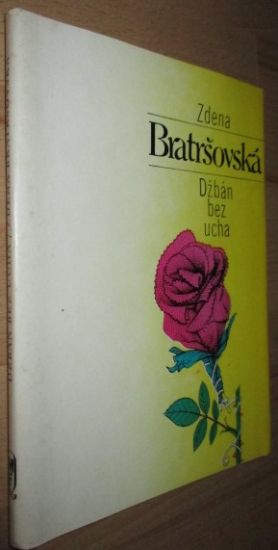 Zdena
Bratršovská
Džbán
bez
ucha